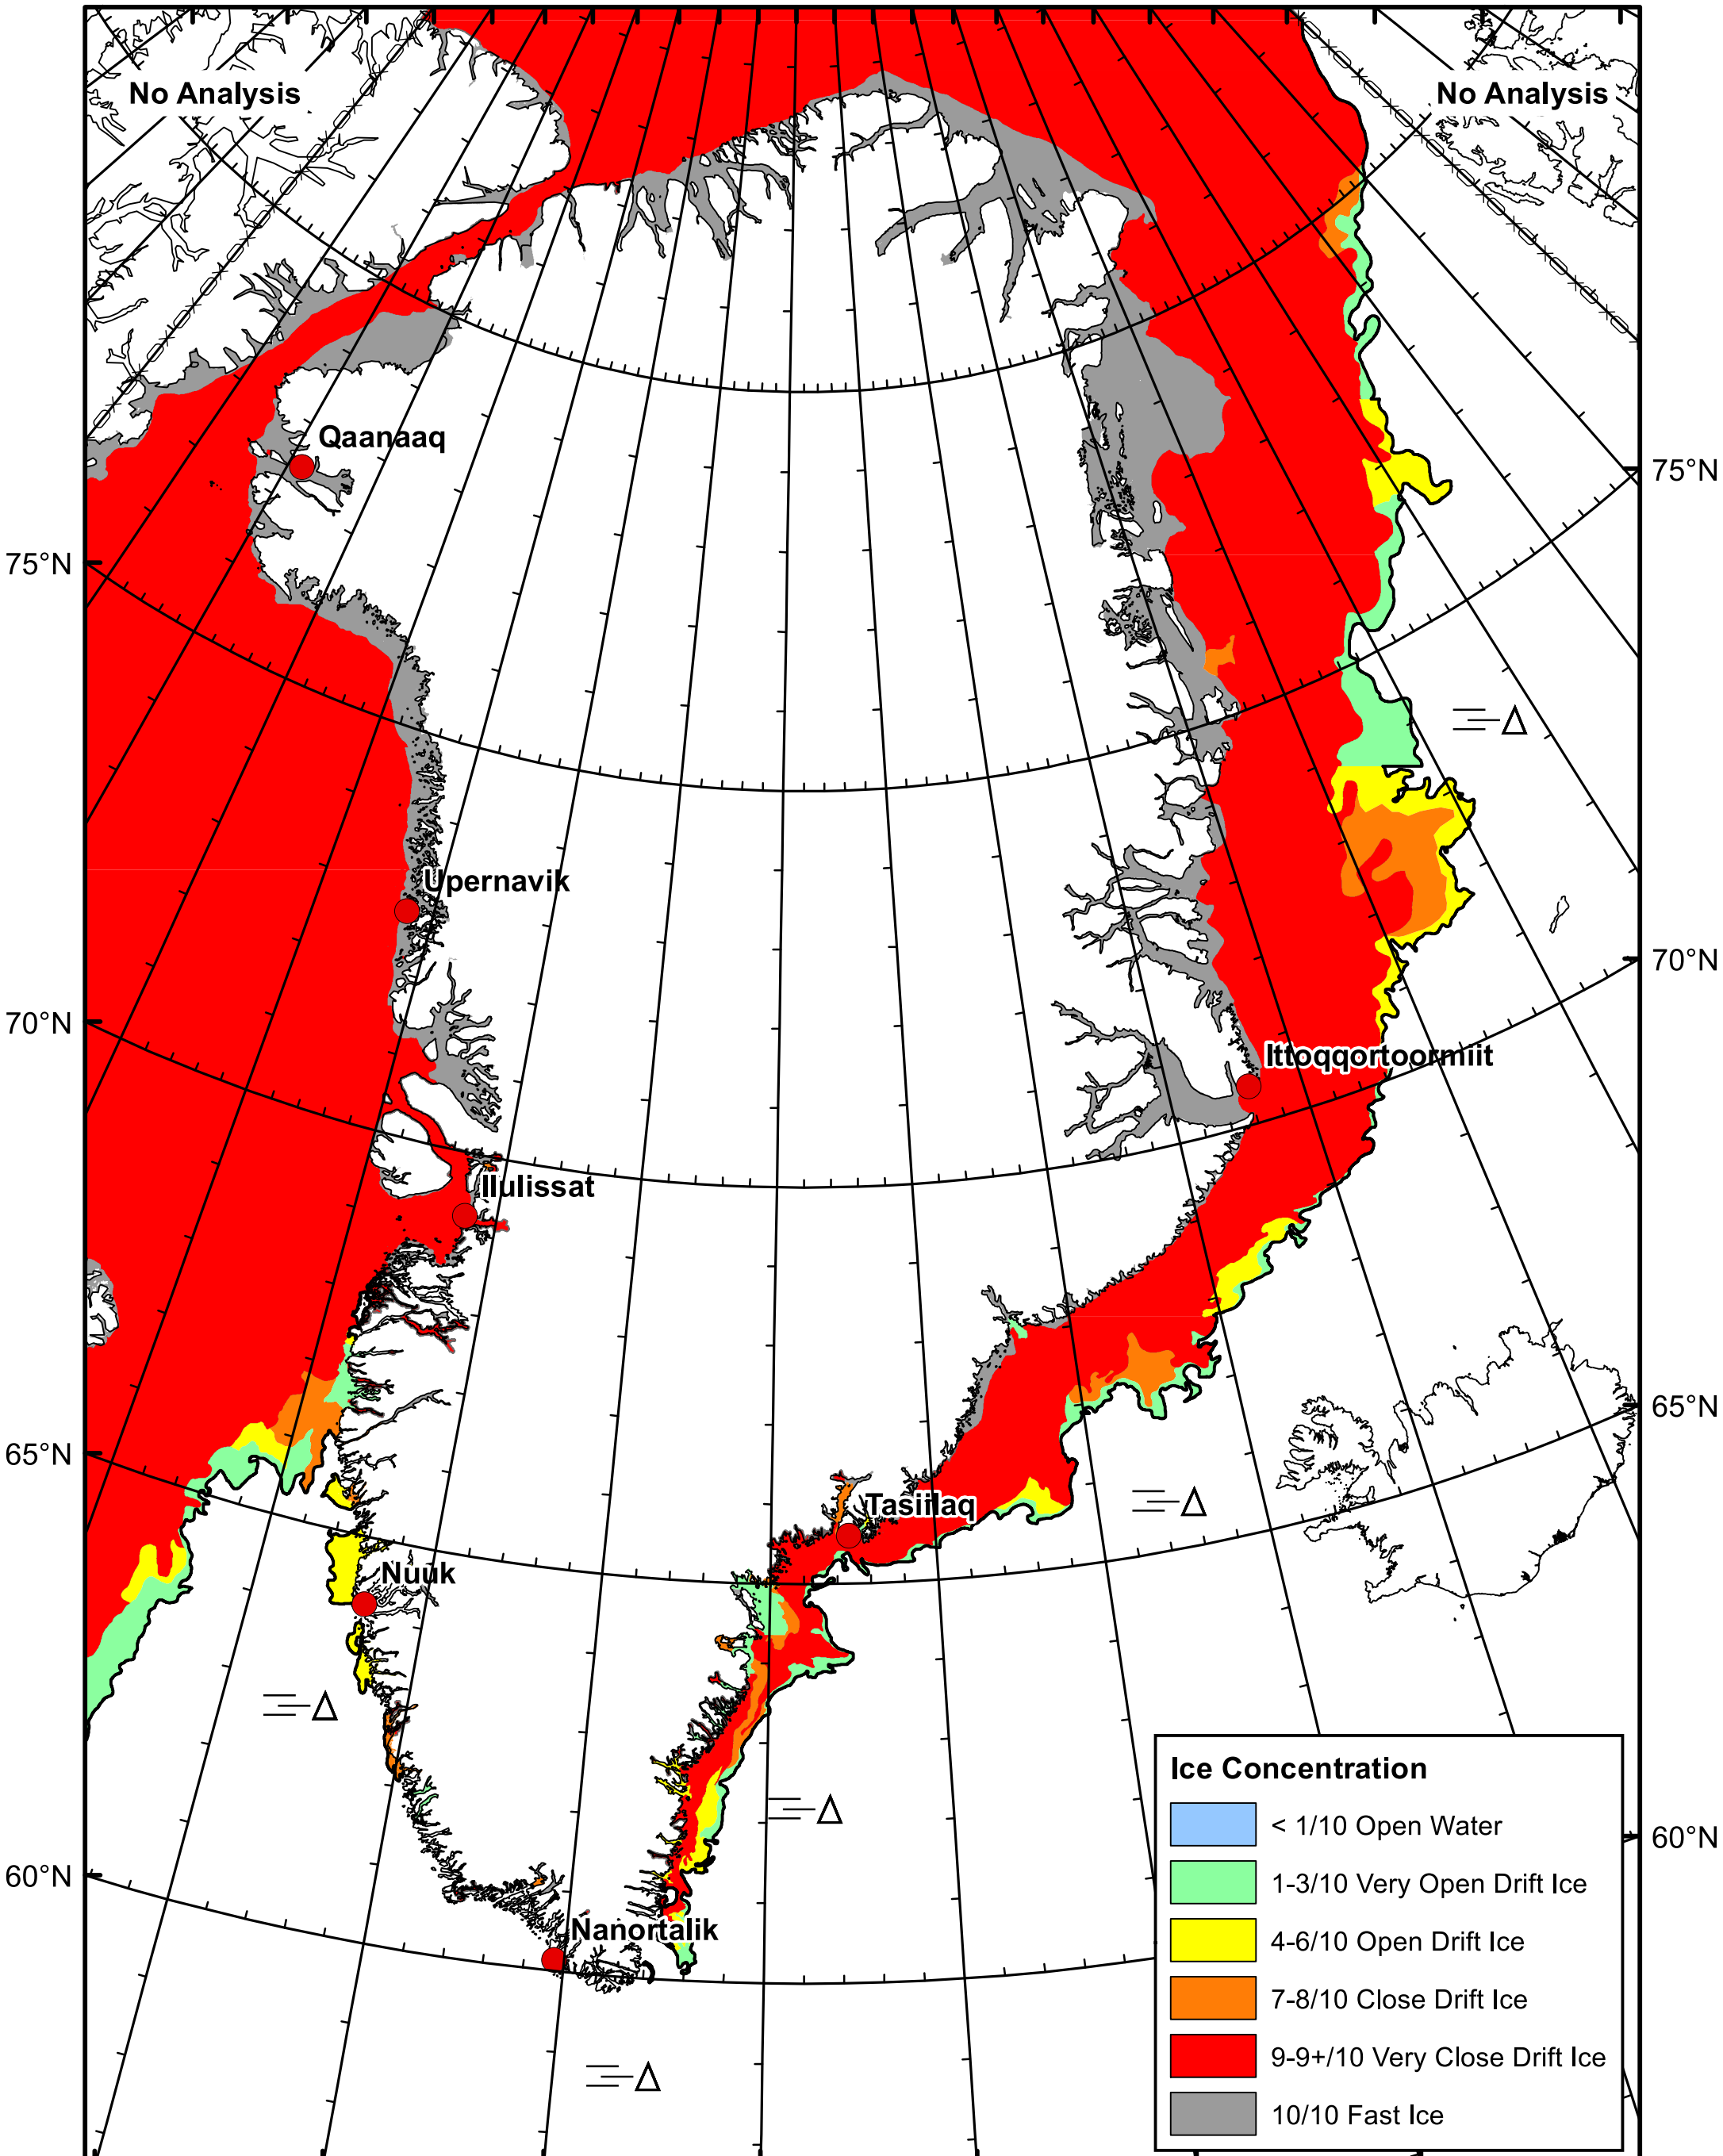 No Analysis
No Analysis
Qaanaaq
75°N
75°N
Upernavik
70°N
70°N
Ittoqqortoormiit
Ilulissat
65°N
65°N
Tasiilaq
Nuuk
Ice Concentration
< 1/10 Open Water
60°N
60°N
1-3/10 Very Open Drift Ice
Nanortalik
4-6/10 Open Drift Ice
7-8/10 Close Drift Ice
9-9+/10 Very Close Drift Ice
10/10 Fast Ice